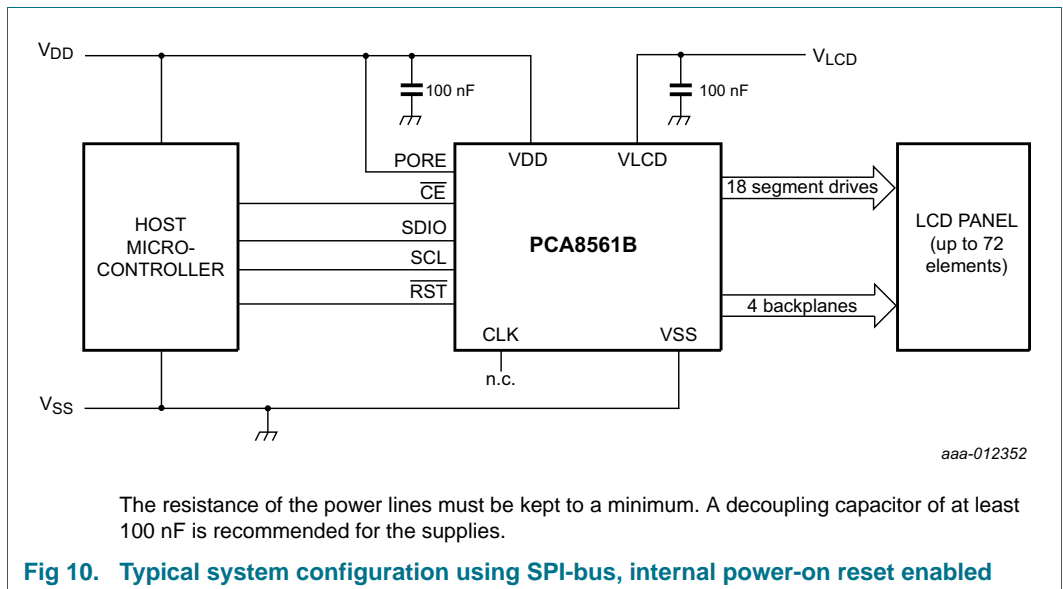 VDD
VLCD
100 nF
100 nF
PORE
VDD
VLCD
CE
SDIO
SCL
RST
HOST
MICRO-
CONTROLLER
PCA8561B
18 segment drives
4 backplanes
LCD PANEL
(up to 72
elements)
CLK
VSS
n.c.
VSS
aaa-012352
The resistance of the power lines must be kept to a minimum. A decoupling capacitor of at least
100 nF is recommended for the supplies.
Fig 10. Typical system configuration using SPI-bus, internal power-on reset enabled